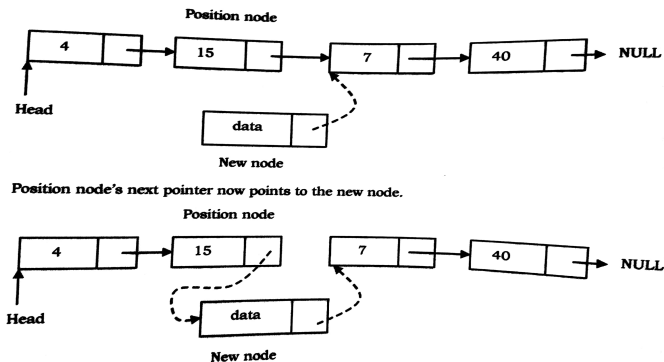 Position node
4 15 7 40 NULL
Head
data
New node
Position node's next pointer now points to the new node.
Position node
4 15 7 40 NULL
data
Head
New node